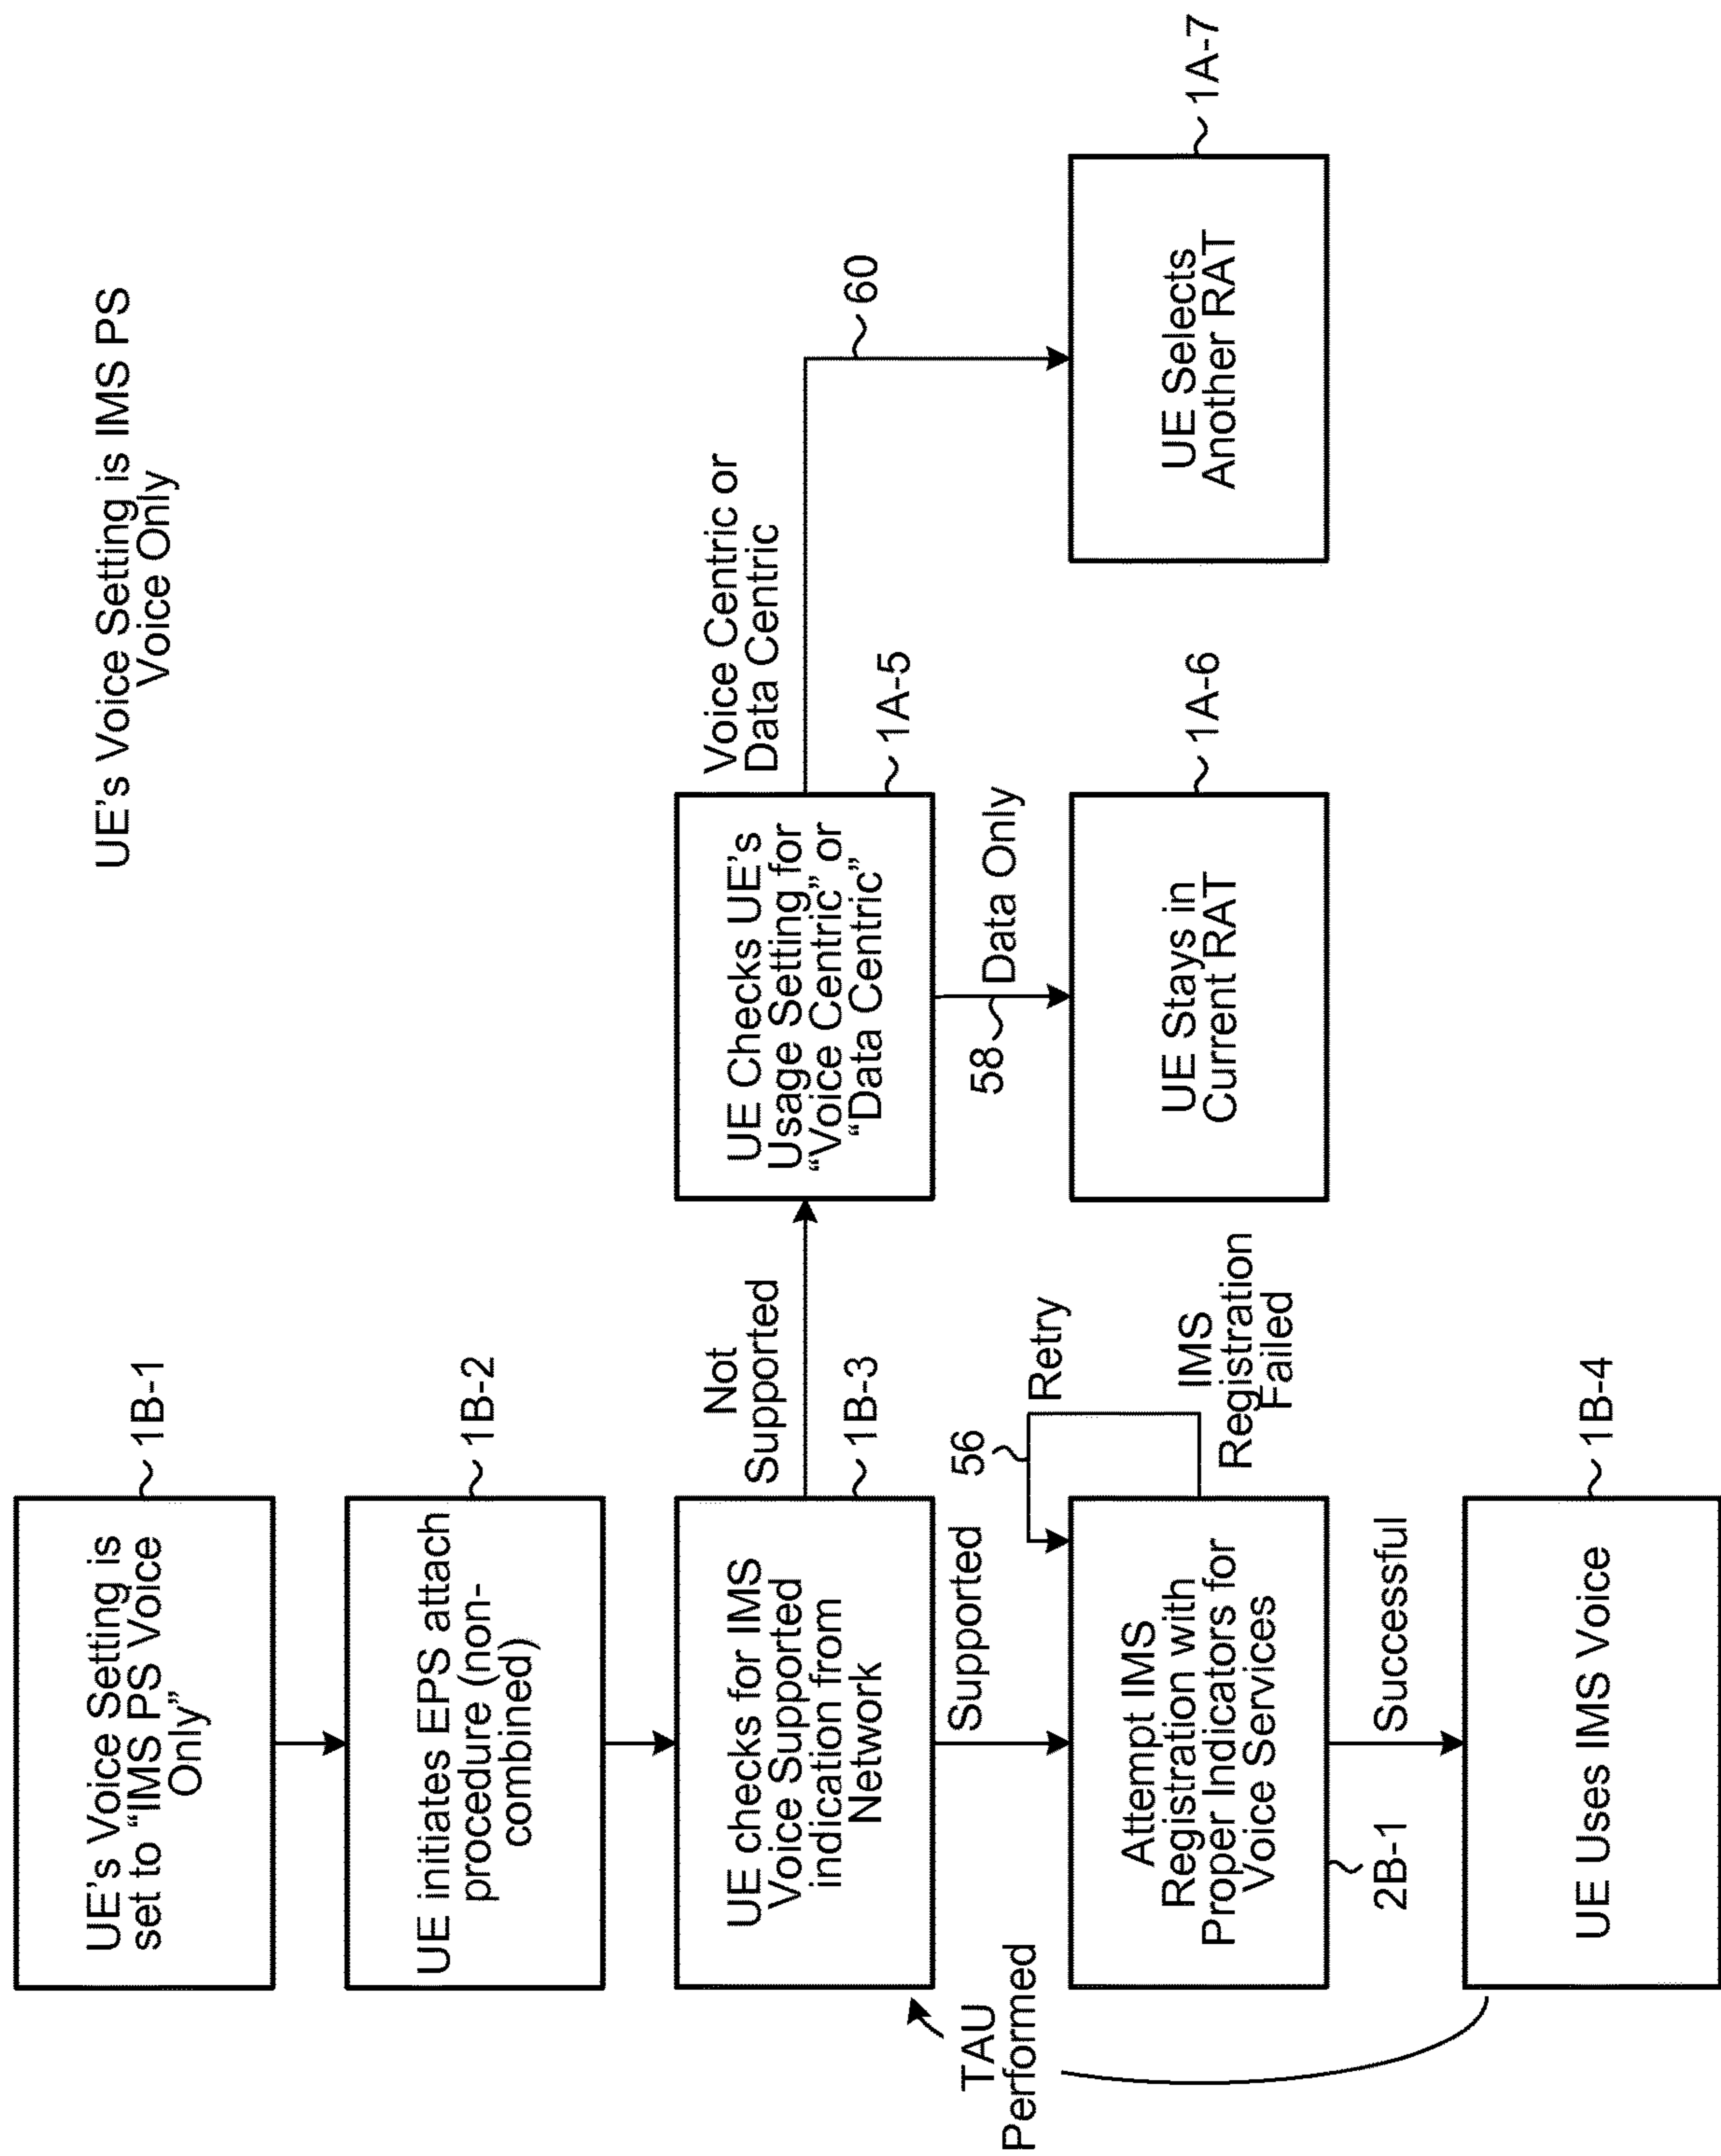 UE's Voice Setting is IMS PS
Voice Only
UE's Voice Setting is
set to “IMS PS Voice
Only”
1B-1
UE initiates EPS attach
procedure (non-
combined)
1B-2
UE checks for IMS
Voice Supported
indication from
Network
1B-3
Not
Supported
UE Checks UE's
Usage Setting for
“Voice Centric” or
“Data Centric”
1A-5
Voice Centric or
Data Centric
60
Supported
58
Data Only
TAU
Performed
Attempt IMS
Registration with
Proper Indicators for
Voice Services
2B-1
56
Retry
IMS
Registration
Failed
UE Stays in
Current RAT
1A-6
UE Selects
Another RAT
1A-7
Successful
UE Uses IMS Voice
1B-4